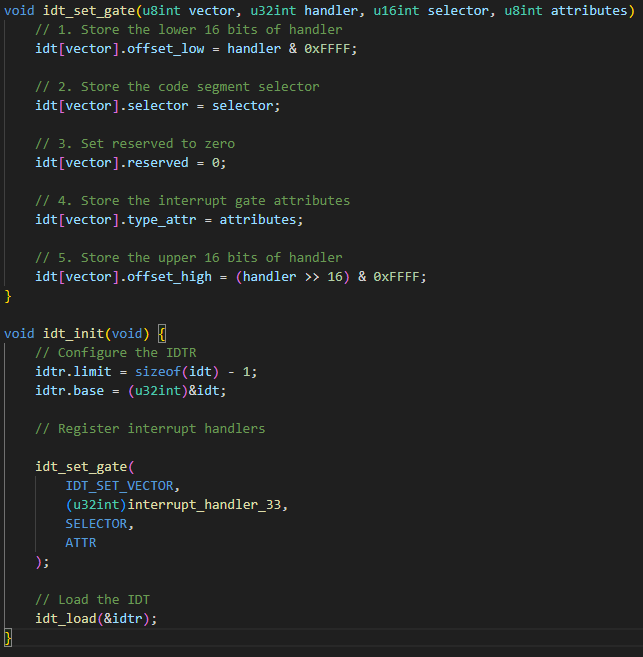 void idt_set_gate(u8int vector, u32int handler, u16int selector, u8int attributes)
// 1. Store the lower 16 bits of handler
idt[vector].offset_low = handler & 0xFFFF;
// 2. Store the code segment selector
idt[vector].selector = selector;
// 3. Set reserved to zero
idt[vector].reserved = 0;
// 4. Store the interrupt gate attributes
idt[vector].type_attr = attributes;
// 5. Store the upper 16 bits of handler
idt[vector].offset_high = (handler >> 16) & 0xFFFF;
}
void idt_init(void) {
// Configure the IDTR
idtr.limit = sizeof(idt) - 1;
idtr.base = (u32int)&idt;
// Register interrupt handlers
idt_set_gate(
IDT_SET_VECTOR,
(u32int)interrupt_handler_33,
SELECTOR,
ATTR
);
// Load the IDT
idt_load(&idtr);
}